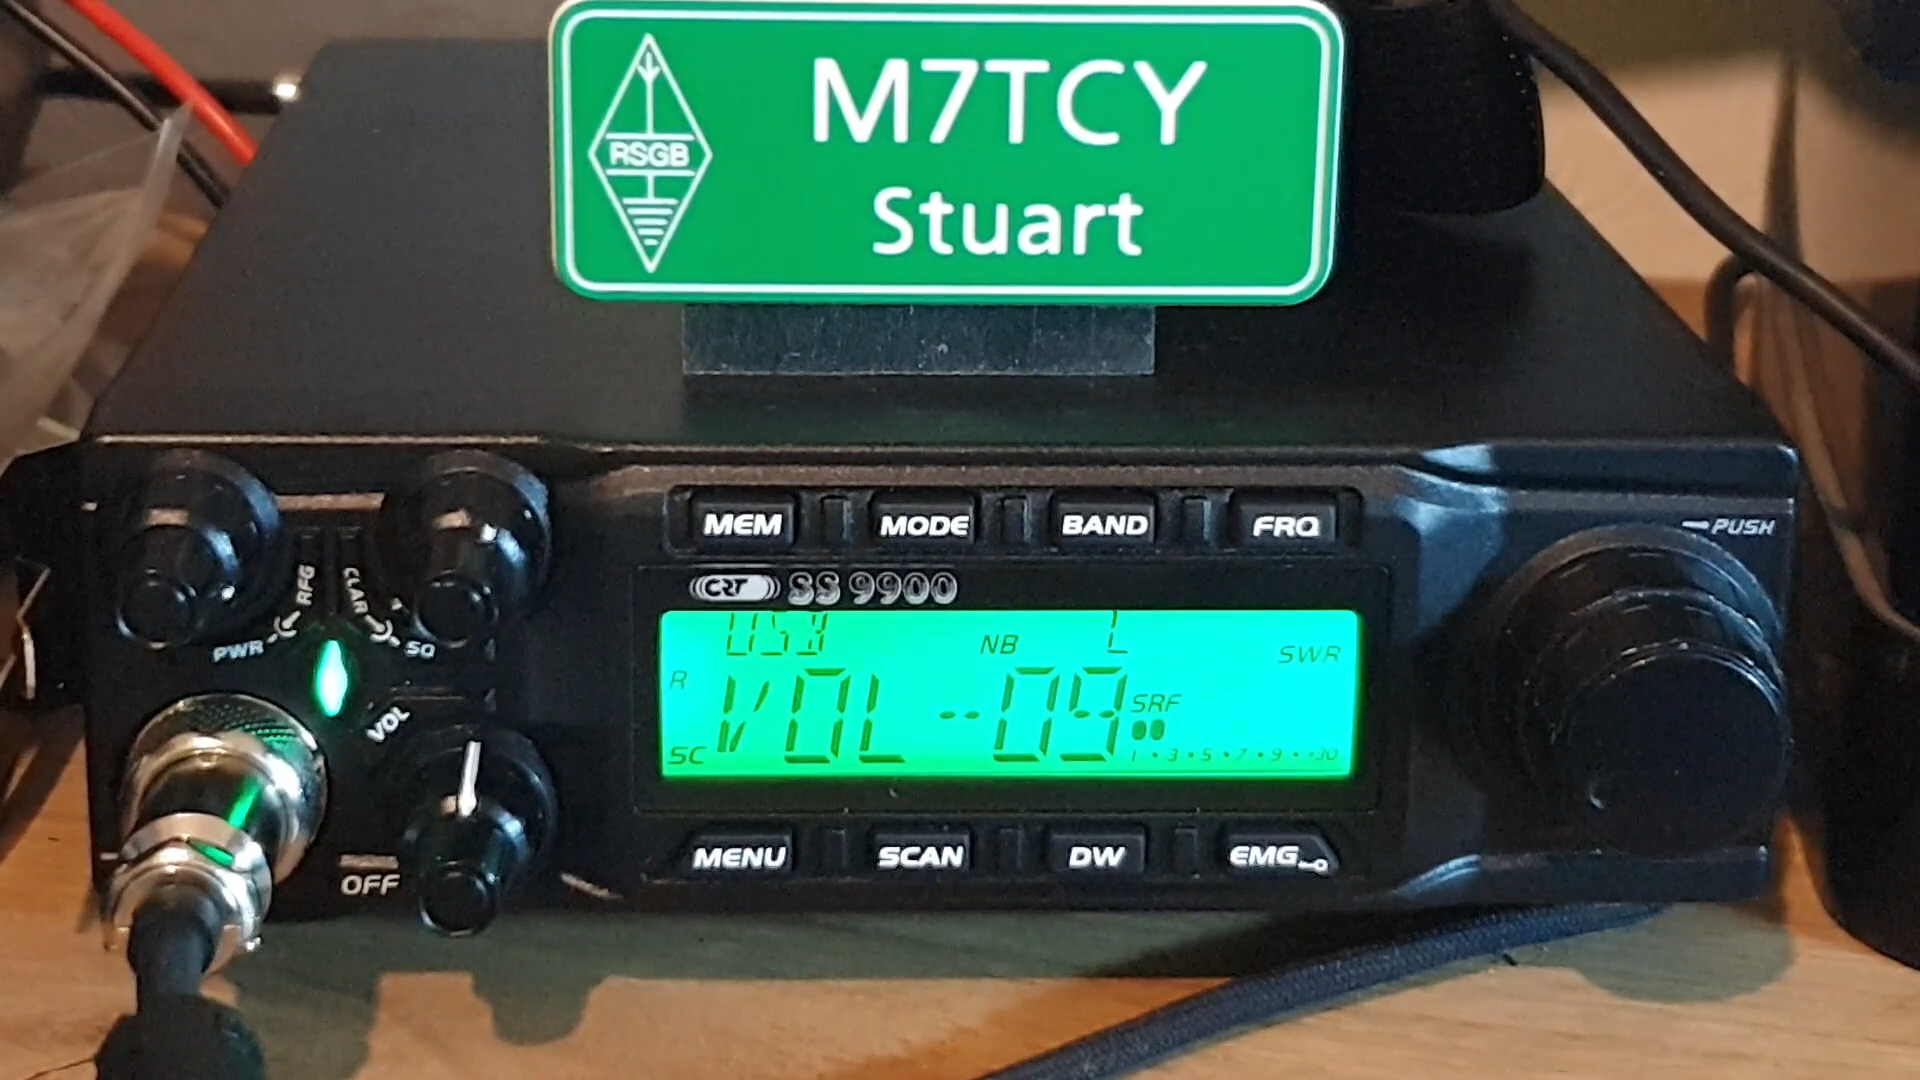 M7TCY
RSGB
Stuart
MEM MODE BAND FRQ
PUSH
CRT SS 9900
RFG CLAR
PWR SQ
USB NB L SWR
R
VOL -- 09 SRF
SC 1 • 3 • 5 • 7 • 9 • +30
VOL
OFF
MENU SCAN DW EMG